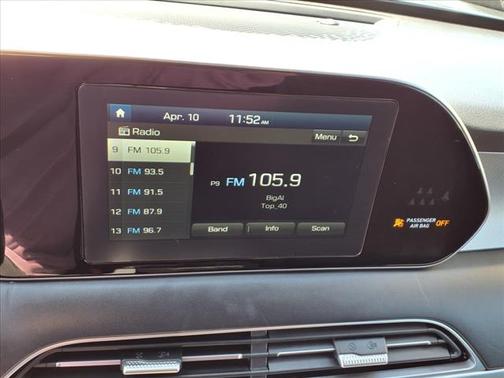 Apr. 10 11:52 AM
Radio Menu
9 FM 105.9
10 FM 93.5
11 FM 91.5
12 FM 87.9
13 FM 96.7
P9 FM 105.9
BigAl
Top_40
Band Info Scan
PASSENGER
AIR BAG OFF